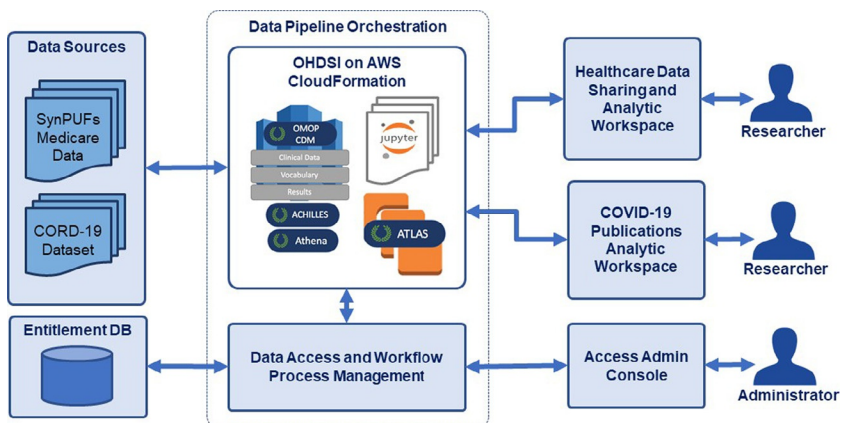 Data Sources
SynPUFs
Medicare
Data
CORD-19
Dataset
Entitlement DB
Data Pipeline Orchestration
OHDSI on AWS
CloudFormation
OMOP
CDM
Clinical Data
Vocabulary
Results
ACHILLES
Athena
jupyter
ATLAS
Data Access and Workflow
Process Management
Healthcare Data
Sharing and
Analytic
Workspace
Researcher
COVID-19
Publications
Analytic
Workspace
Researcher
Access Admin
Console
Administrator